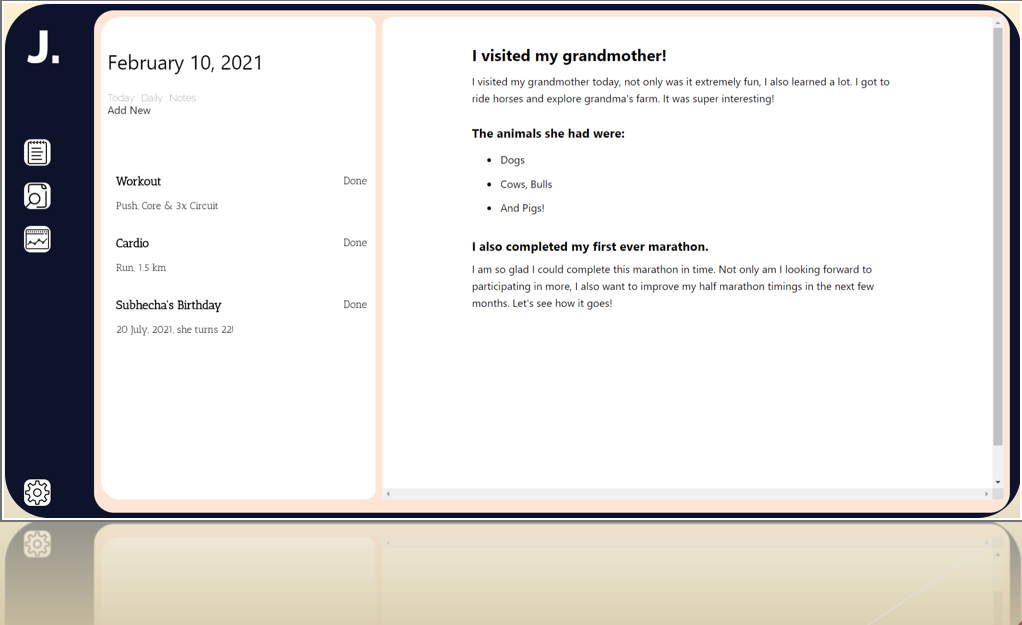 J.
February 10, 2021
Today Daily Notes
Add New
Workout Done
Push, Core & 3x Circuit
Cardio Done
Run, 1.5 km
Subhecha's Birthday Done
20 July, 2021, she turns 22!
I visited my grandmother!
I visited my grandmother today, not only was it extremely fun, I also learned a lot. I got to
ride horses and explore grandma's farm. It was super interesting!
The animals she had were:
• Dogs
• Cows, Bulls
• And Pigs!
I also completed my first ever marathon.
I am so glad I could complete this marathon in time. Not only am I looking forward to
participating in more, I also want to improve my half marathon timings in the next few
months. Let's see how it goes!